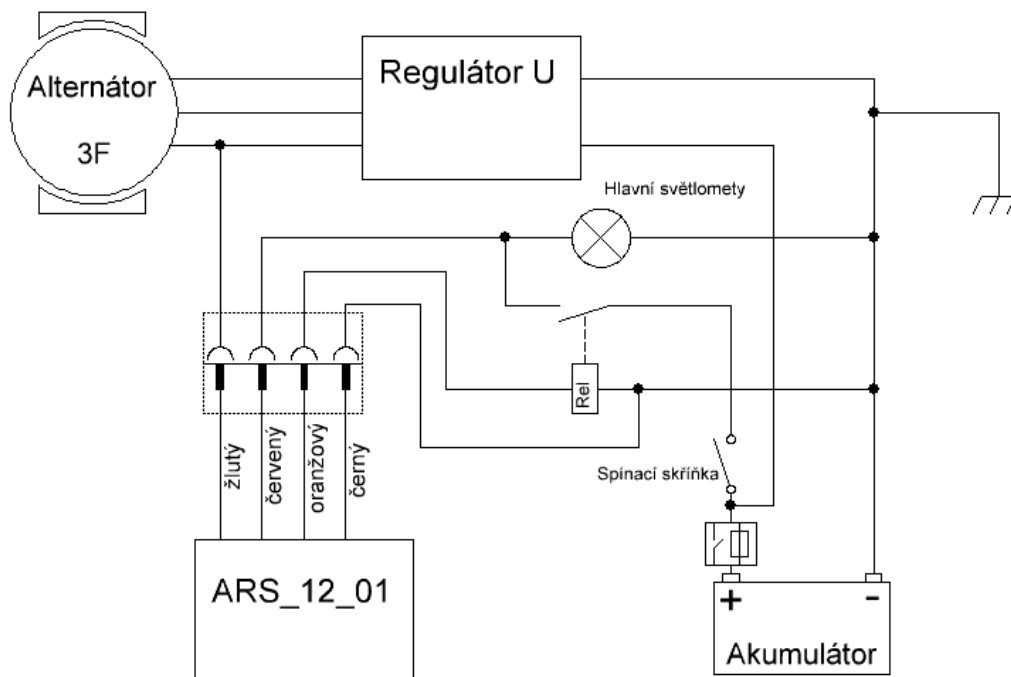 Alternátor
3F
Regulátor U
Hlavní světlomety
Rel
Spínací skříňka
žlutý
červený
oranžový
černý
ARS_12_01
+
-
Akumulátor